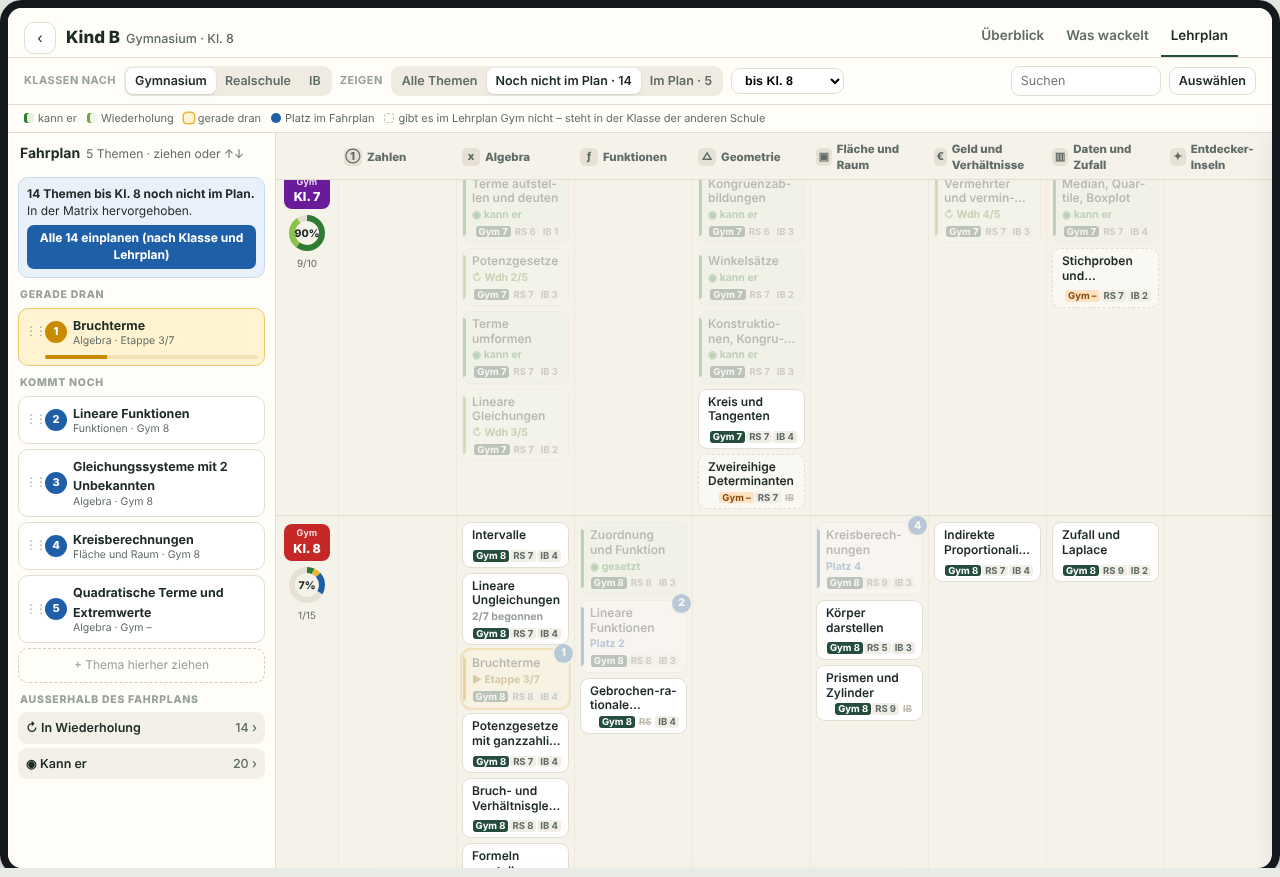 ‹ Kind B Gymnasium · Kl. 8
Überblick Was wackelt Lehrplan
KLASSEN NACH Gymnasium Realschule IB ZEIGEN Alle Themen Noch nicht im Plan · 14 Im Plan · 5 bis Kl. 8 Suchen Auswählen
kann er Wiederholung gerade dran Platz im Fahrplan gibt es im Lehrplan Gym nicht – steht in der Klasse der anderen Schule
Fahrplan 5 Themen · ziehen oder ↑↓
14 Themen bis Kl. 8 noch nicht im Plan.
In der Matrix hervorgehoben.
Alle 14 einplanen (nach Klasse und
Lehrplan)
GERADE DRAN
1 Bruchterme
Algebra · Etappe 3/7
KOMMT NOCH
2 Lineare Funktionen
Funktionen · Gym 8
3 Gleichungssysteme mit 2
Unbekannten
Algebra · Gym 8
4 Kreisberechnungen
Fläche und Raum · Gym 8
5 Quadratische Terme und
Extremwerte
Algebra · Gym –
+ Thema hierher ziehen
AUSSERHALB DES FAHRPLANS
↻ In Wiederholung 14 ›
◉ Kann er 20 ›
① Zahlen
x Algebra
ƒ Funktionen
△ Geometrie
▣ Fläche und
Raum
€ Geld und
Verhältnisse
▥ Daten und
Zufall
✦ Entdecker-
Inseln
Gym
Kl. 7
90%
9/10
Terme aufstel-
len und deuten
◉ kann er
Gym 7 RS 6 IB 1
Potenzgesetze
↻ Wdh 2/5
Gym 7 RS 7 IB 3
Terme
umformen
◉ kann er
Gym 7 RS 7 IB 3
Lineare
Gleichungen
↻ Wdh 3/5
Gym 7 RS 7 IB 2
Kongruenzab-
bildungen
◉ kann er
Gym 7 RS 6 IB 3
Winkelsätze
◉ kann er
Gym 7 RS 7 IB 2
Konstruktio-
nen, Kongru-…
◉ kann er
Gym 7 RS 7 IB 3
Kreis und
Tangenten
Gym 7 RS 7 IB 4
Zweireihige
Determinanten
Gym – RS 7 IB
Vermehrter
und vermin-…
↻ Wdh 4/5
Gym 7 RS 7 IB 3
Median, Quar-
tile, Boxplot
◉ kann er
Gym 7 RS 7 IB 4
Stichproben
und…
Gym – RS 7 IB 2
Gym
Kl. 8
7%
1/15
Intervalle
Gym 8 RS 7 IB 4
Lineare
Ungleichungen
2/7 begonnen
Gym 8 RS 7 IB 4
1
Bruchterme
▶ Etappe 3/7
Gym 8 RS 8 IB 4
Potenzgesetze
mit ganzzahli…
Gym 8 RS 7 IB 4
Bruch- und
Verhältnisgle…
Gym 8 RS 8 IB 4
Formeln
Zuordnung
und Funktion
◉ gesetzt
Gym 8 RS 8 IB 3
2
Lineare
Funktionen
Platz 2
Gym 8 RS 8 IB 3
Gebrochen-ra-
tionale…
Gym 8 RS IB 4
4
Kreisberech-
nungen
Platz 4
Gym 8 RS 9 IB 3
Körper
darstellen
Gym 8 RS 5 IB 3
Prismen und
Zylinder
Gym 8 RS 9 IB
Indirekte
Proportionali…
Gym 8 RS 7 IB 4
Zufall und
Laplace
Gym 8 RS 9 IB 2